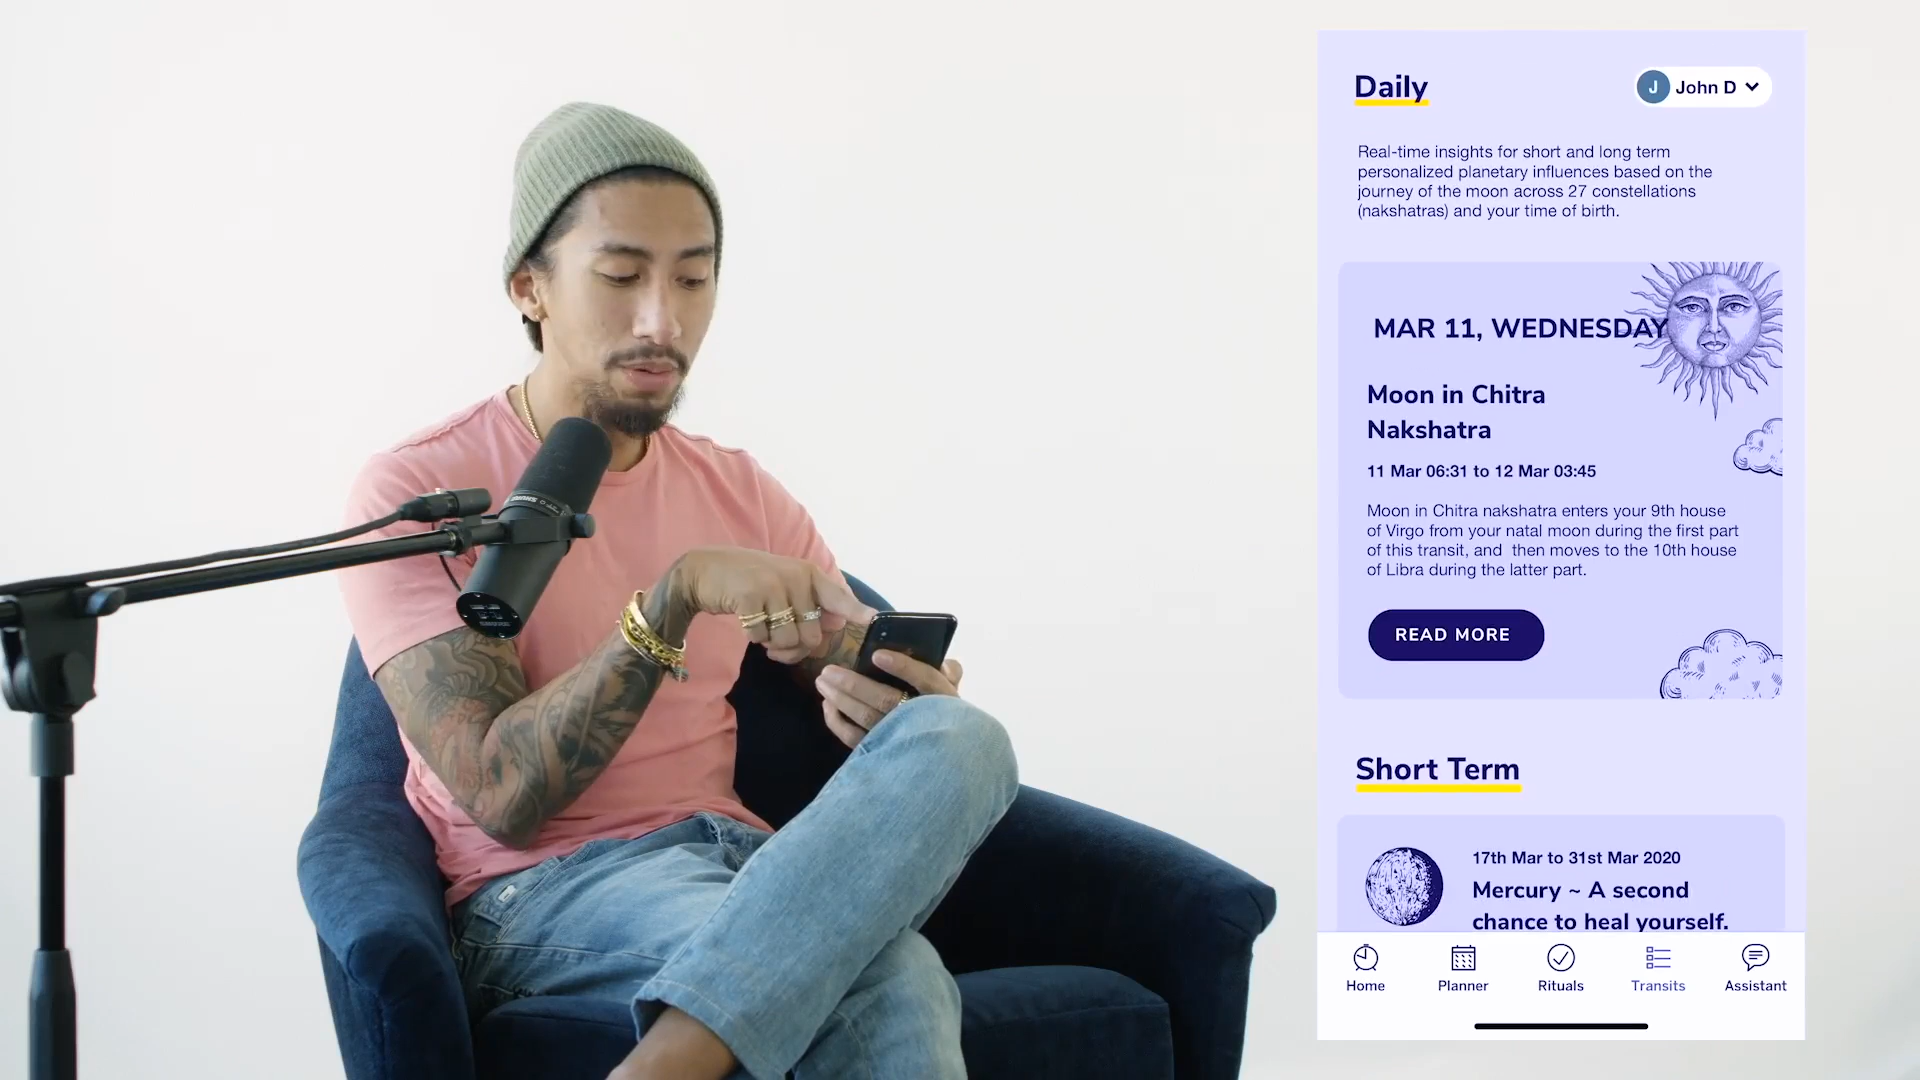 Daily
J John D
Real-time insights for short and long term
personalized planetary influences based on the
journey of the moon across 27 constellations
(nakshatras) and your time of birth.
MAR 11, WEDNESDAY
Moon in Chitra
Nakshatra
11 Mar 06:31 to 12 Mar 03:45
Moon in Chitra nakshatra enters your 9th house
of Virgo from your natal moon during the first part
of this transit, and then moves to the 10th house
of Libra during the latter part.
READ MORE
Short Term
17th Mar to 31st Mar 2020
Mercury ~ A second
chance to heal yourself.
Home
Planner
Rituals
Transits
Assistant
SHURE